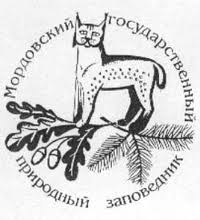 Мордовский государственный
природный заповедник